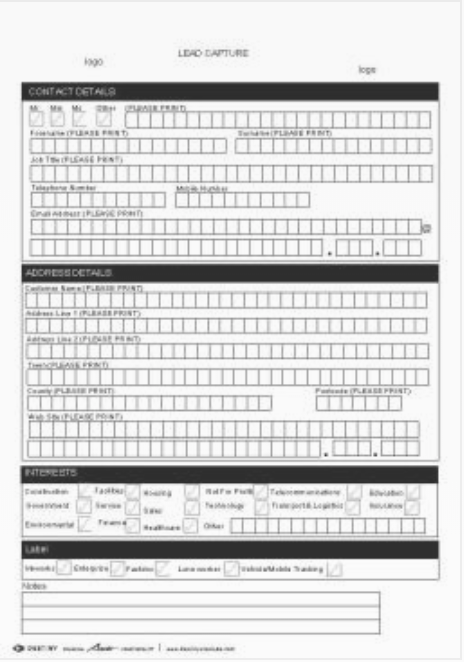 LEAD CAPTURE
logo
logo
CONTACT DETAILS
Mr. Mrs Ms. Other (PLEASE PRINT)
Forename (PLEASE PRINT) Surname (PLEASE PRINT)
Job Title (PLEASE PRINT)
Telephone Number Mobile Number
Email Address (PLEASE PRINT)
@
ADDRESS DETAILS
Customer Name (PLEASE PRINT)
Address Line 1 (PLEASE PRINT)
Address Line 2 (PLEASE PRINT)
Town (PLEASE PRINT)
County (PLEASE PRINT) Postcode (PLEASE PRINT)
Web Site (PLEASE PRINT)
INTERESTS
Construction Facilities Housing Not For Profit Telecommunications Education
Government Service Sales Technology Transport & Logistics Insurance
Environmental Finance Healthcare Other
Label
Enterprise Lone worker Vehicle/Mobile Tracking
Notes